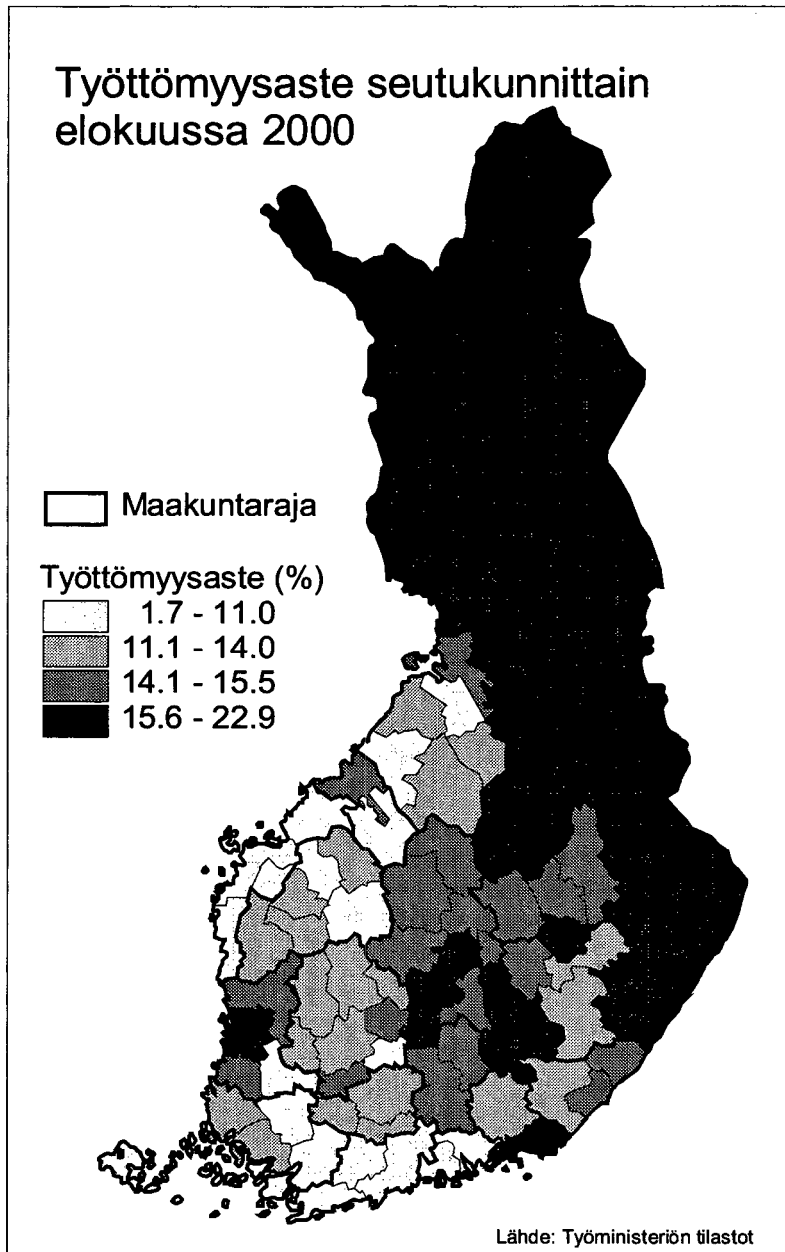 Työttömyysaste seutukunnittain
elokuussa 2000
Maakuntaraja
Työttömyysaste (%)
1.7 - 11.0
11.1 - 14.0
14.1 - 15.5
15.6 - 22.9
Lähde: Työministeriön tilastot